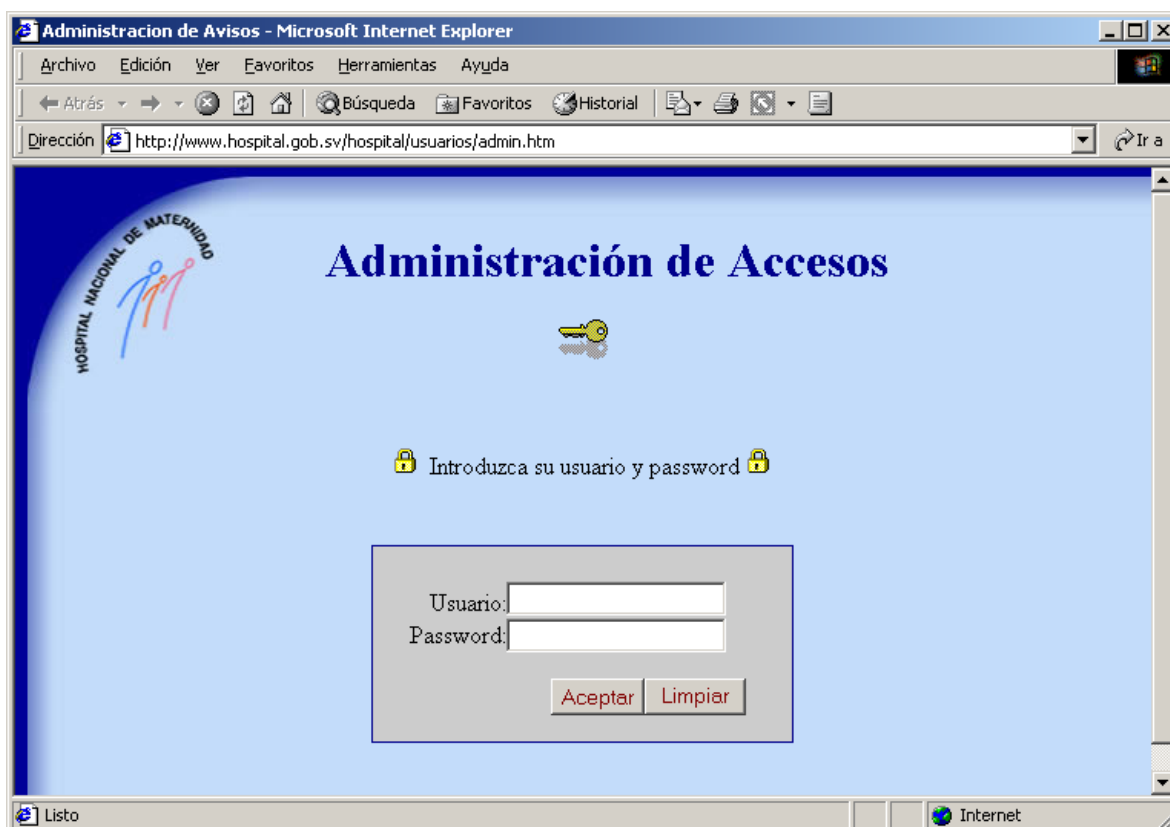 Administracion de Avisos - Microsoft Internet Explorer
Archivo Edición Ver Favoritos Herramientas Ayuda
Atrás Búsqueda Favoritos Historial
Dirección http://www.hospital.gob.sv/hospital/usuarios/admin.htm Ir a
HOSPITAL NACIONAL DE MATERNIDAD
Administración de Accesos
Introduzca su usuario y password
Usuario:
Password:
Aceptar Limpiar
Listo Internet